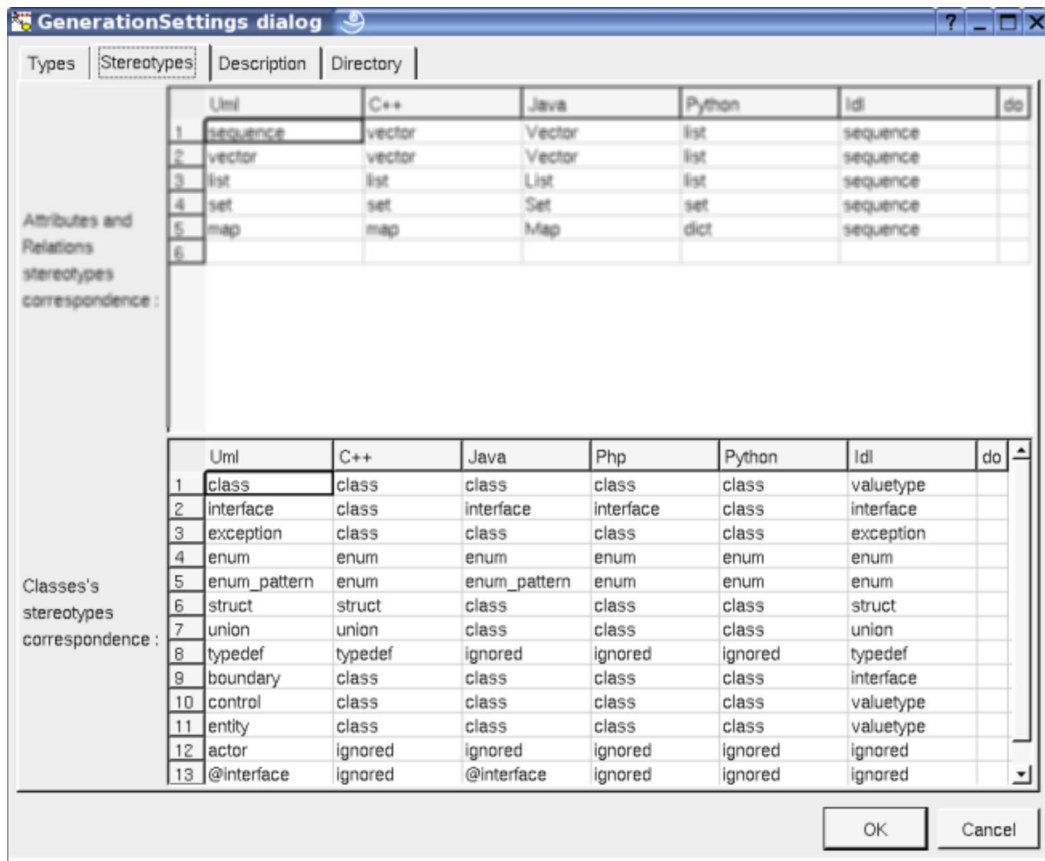 GenerationSettings dialog
Types Stereotypes Description Directory
Uml C++ Java Python Idl do
1 sequence vector Vector list sequence
2 vector vector Vector list sequence
3 list list List list sequence
4 set set Set set sequence
5 map map Map dict sequence
6
Attributes and
Relations
stereotypes
correspondence :
Uml C++ Java Php Python Idl do
1 class class class class class valuetype
2 interface class interface interface class interface
3 exception class class class class exception
4 enum enum enum enum enum enum
5 enum_pattern enum enum_pattern enum enum enum
6 struct struct class class class struct
7 union union class class class union
8 typedef typedef ignored ignored ignored typedef
9 boundary class class class class interface
10 control class class class class valuetype
11 entity class class class class valuetype
12 actor ignored ignored ignored ignored ignored
13 @interface ignored @interface ignored ignored ignored
Classes's
stereotypes
correspondence :
OK Cancel